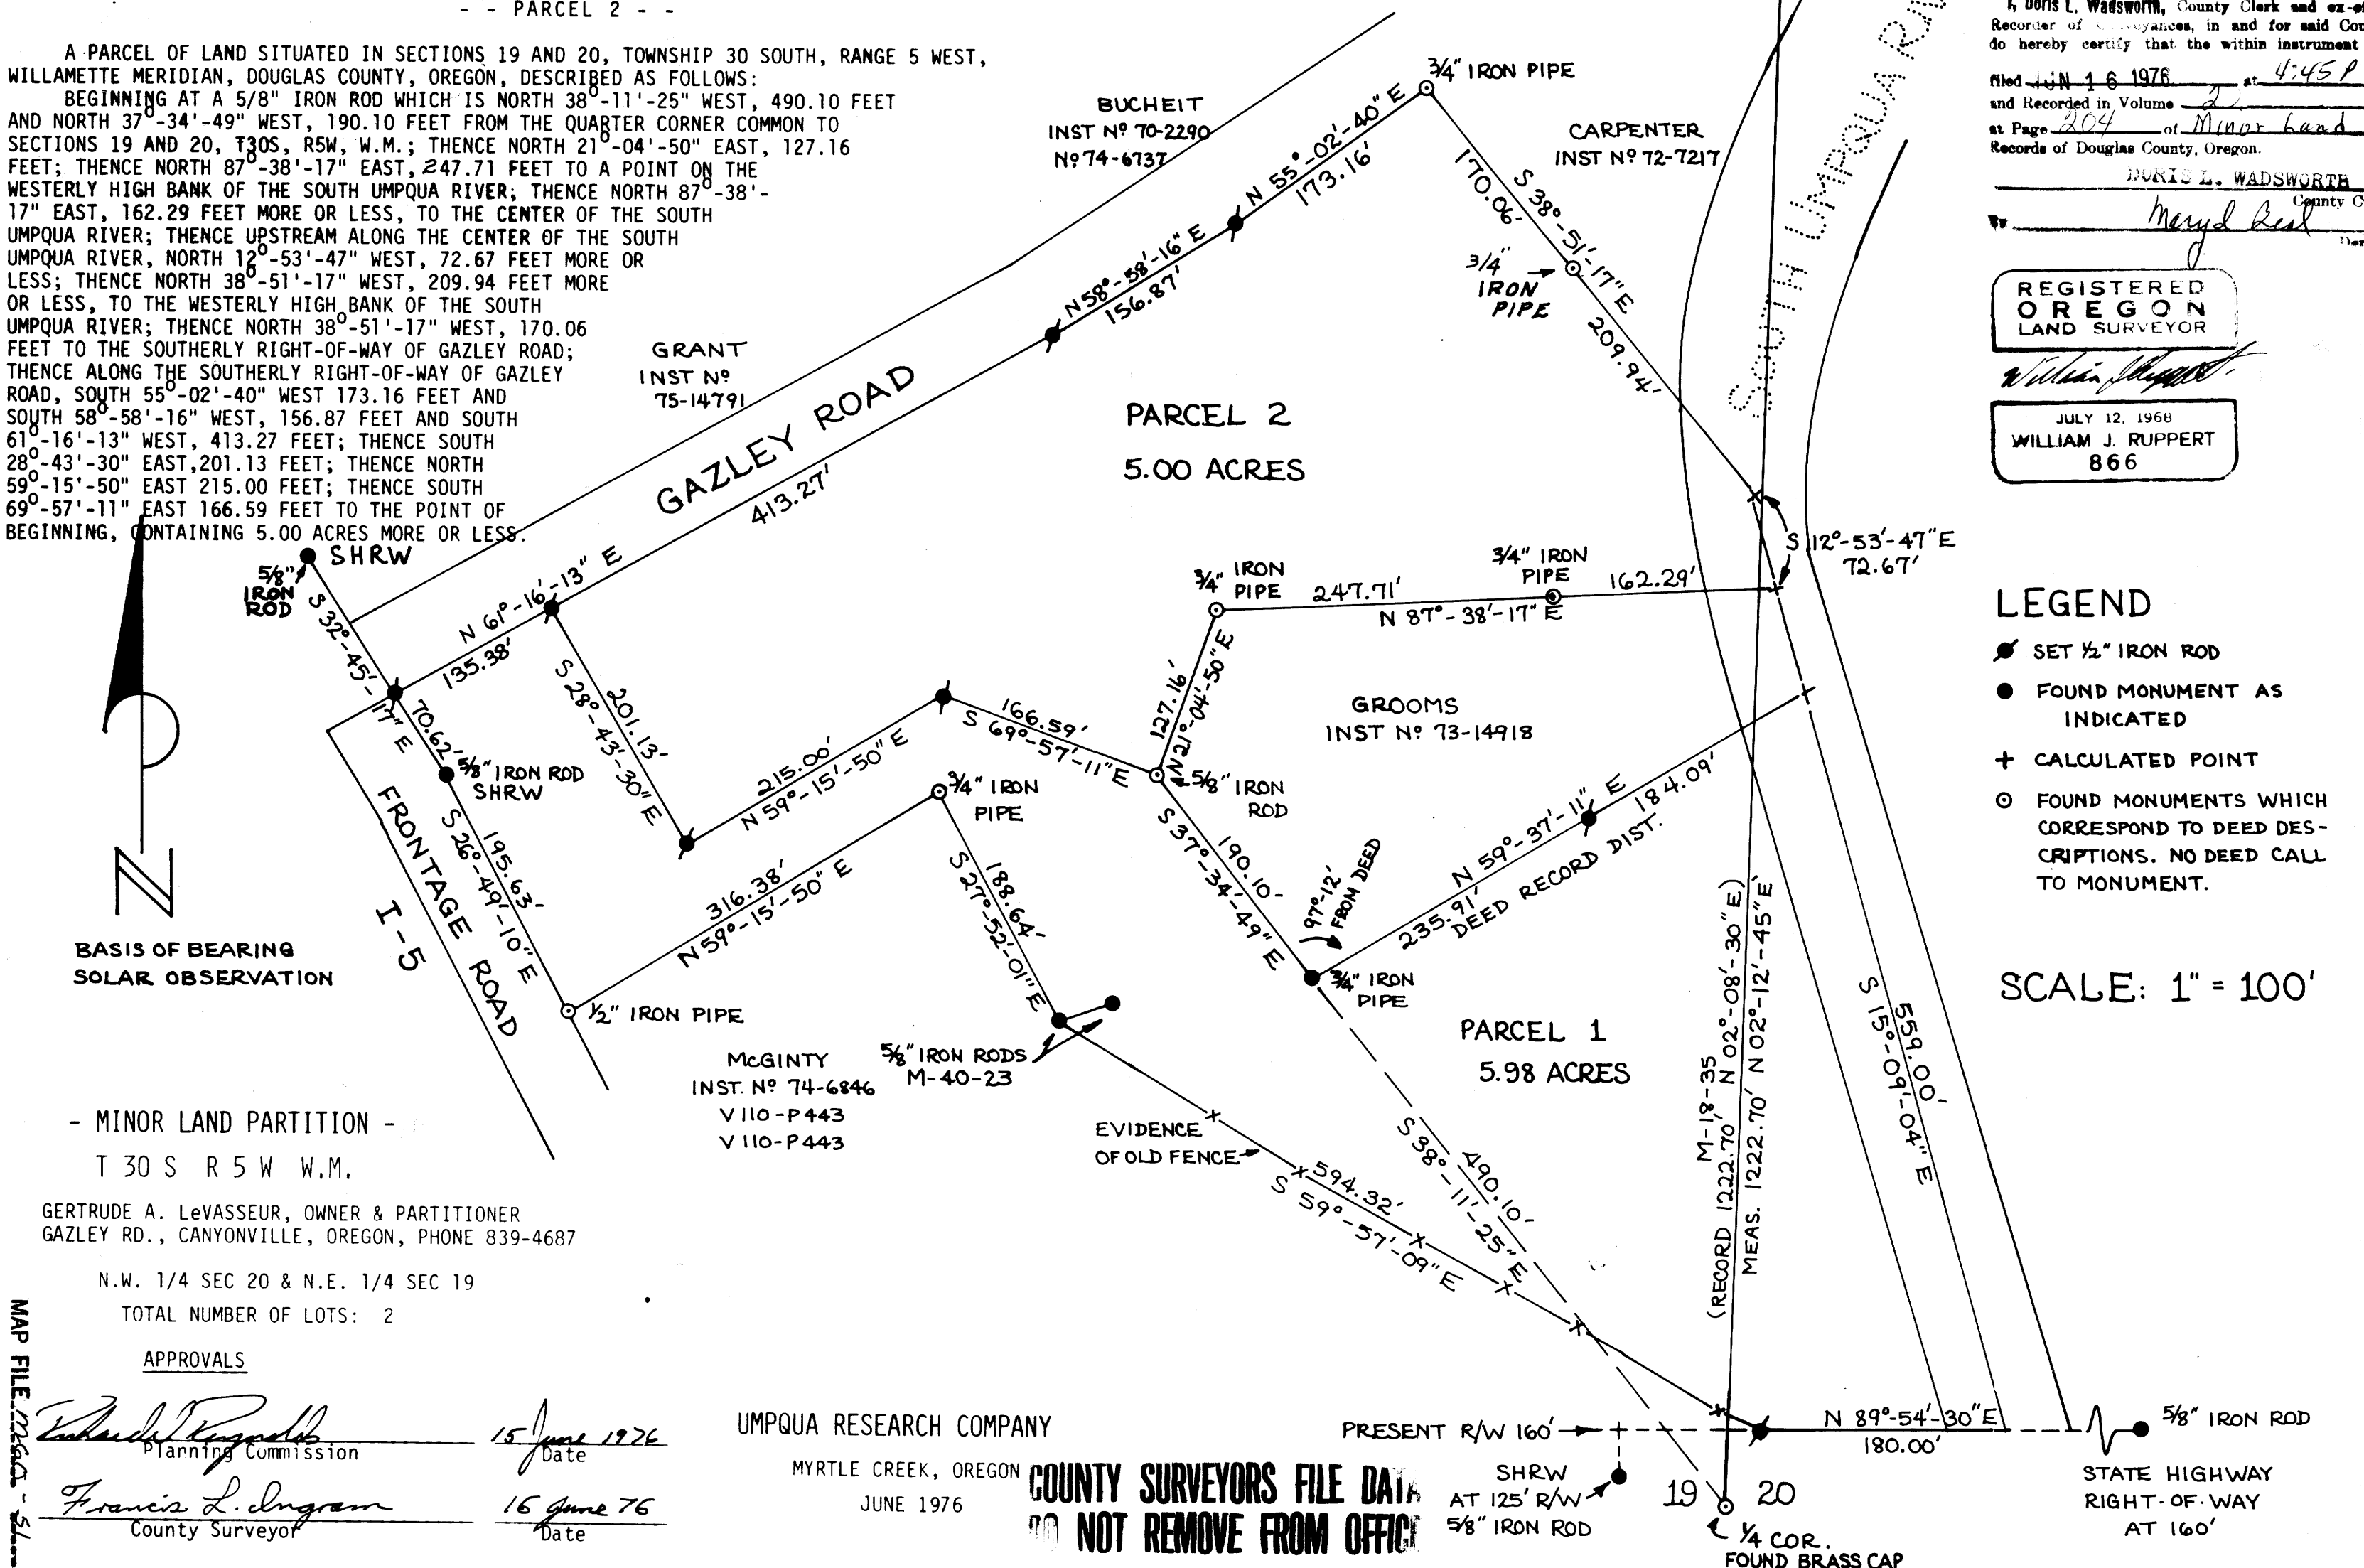 - - PARCEL 2 - -
A PARCEL OF LAND SITUATED IN SECTIONS 19 AND 20, TOWNSHIP 30 SOUTH, RANGE 5 WEST,
WILLAMETTE MERIDIAN, DOUGLAS COUNTY, OREGON, DESCRIBED AS FOLLOWS:
BEGINNING AT A 5/8" IRON ROD WHICH IS NORTH 38°-11'-25" WEST, 490.10 FEET
AND NORTH 37°-34'-49" WEST, 190.10 FEET FROM THE QUARTER CORNER COMMON TO
SECTIONS 19 AND 20, T30S, R5W, W.M.; THENCE NORTH 21°-04'-50" EAST, 127.16
FEET; THENCE NORTH 87°-38'-17" EAST, 247.71 FEET TO A POINT ON THE
WESTERLY HIGH BANK OF THE SOUTH UMPQUA RIVER; THENCE NORTH 87°-38'-
17" EAST, 162.29 FEET MORE OR LESS, TO THE CENTER OF THE SOUTH
UMPQUA RIVER; THENCE UPSTREAM ALONG THE CENTER OF THE SOUTH
UMPQUA RIVER, NORTH 12°-53'-47" WEST, 72.67 FEET MORE OR
LESS; THENCE NORTH 38°-51'-17" WEST, 209.94 FEET MORE
OR LESS, TO THE WESTERLY HIGH BANK OF THE SOUTH
UMPQUA RIVER; THENCE NORTH 38°-51'-17" WEST, 170.06
FEET TO THE SOUTHERLY RIGHT-OF-WAY OF GAZLEY ROAD;
THENCE ALONG THE SOUTHERLY RIGHT-OF-WAY OF GAZLEY
ROAD, SOUTH 55°-02'-40" WEST 173.16 FEET AND
SOUTH 58°-58'-16" WEST, 156.87 FEET AND SOUTH
61°-16'-13" WEST, 413.27 FEET; THENCE SOUTH
28°-43'-30" EAST,201.13 FEET; THENCE NORTH
59°-15'-50" EAST 215.00 FEET; THENCE SOUTH
69°-57'-11" EAST 166.59 FEET TO THE POINT OF
BEGINNING, CONTAINING 5.00 ACRES MORE OR LESS.
I, Doris L. Wadsworth, County Clerk and ex-
Recorder of Conveyances, in and for said Cou
do hereby certify that the within instrument
filed JUN 16 1976 at 4:45 P
and Recorded in Volume 2
at Page 204 of Minor Land
Records of Douglas County, Oregon.
DORIS L. WADSWORTH
County C
By
REGISTERED
OREGON
LAND SURVEYOR
JULY 12, 1968
WILLIAM J. RUPPERT
866
BUCHEIT
INST Nº 70-2290
Nº 74-6737
3/4" IRON PIPE
CARPENTER
INST Nº 72-7217
N 55°-02'-40" E
173.16'
S 38°-51'-17" E
170.06'
209.94'
3/4"
IRON
PIPE
SOUTH UMPQUA
N 58°-58'-16" E
156.87'
GRANT
INST Nº
75-14791
GAZLEY ROAD
413.27'
PARCEL 2
5.00 ACRES
S 12°-53'-47" E
72.67'
SHRW
5/8"
IRON
ROD
S 32°-45'-17" E
N 61°-16'-13" E
135.38'
70.62'
5/8" IRON ROD
SHRW
201.13'
S 28°-43'-30" E
215.00'
N 59°-15'-50" E
166.59'
S 69°-57'-11" E
3/4" IRON
PIPE
247.71'
N 87°-38'-17" E
3/4" IRON
PIPE
162.29'
127.16'
N 21°-04'-50" E
5/8" IRON
ROD
GROOMS
INST Nº 73-14918
N 59°-37'-11" E
235.91'
184.09'
DEED RECORD DIST.
97°-12'
FROM DEED
190.10'
S 37°-34'-49" E
3/4" IRON
PIPE
FRONTAGE ROAD
I-5
195.63'
S 26°-49'-10" E
1/2" IRON PIPE
316.38'
N 59°-15'-50" E
3/4" IRON
PIPE
188.64'
S 27°-52'-01" E
5/8" IRON RODS
M-40-23
McGINTY
INST. Nº 74-6846
V 110-P443
V 110-P443
PARCEL 1
5.98 ACRES
EVIDENCE
OF OLD FENCE
594.32'
S 59°-57'-09" E
490.10'
S 38°-11'-25" E
M-18-35
(RECORD 1222.70' N 02°-08'-30" E)
MEAS. 1222.70' N 02°-12'-45" E
559.00'
S 15°-09'-04" E
LEGEND
SET 1/2" IRON ROD
FOUND MONUMENT AS
INDICATED
CALCULATED POINT
FOUND MONUMENTS WHICH
CORRESPOND TO DEED DES-
CRIPTIONS. NO DEED CALL
TO MONUMENT.
SCALE: 1" = 100'
N
BASIS OF BEARING
SOLAR OBSERVATION
- MINOR LAND PARTITION -
T 30 S R 5 W W.M.
GERTRUDE A. LeVASSEUR, OWNER & PARTITIONER
GAZLEY RD., CANYONVILLE, OREGON, PHONE 839-4687
N.W. 1/4 SEC 20 & N.E. 1/4 SEC 19
TOTAL NUMBER OF LOTS: 2
APPROVALS
Planning Commission
15 June 1976
Date
Francis L. Ingram
County Surveyor
16 June 76
Date
MAP FILE
UMPQUA RESEARCH COMPANY
MYRTLE CREEK, OREGON
JUNE 1976
COUNTY SURVEYORS FILE DATA
DO NOT REMOVE FROM OFFICE
PRESENT R/W 160'
SHRW
AT 125' R/W
5/8" IRON ROD
19 20
1/4 COR.
FOUND BRASS CAP
N 89°-54'-30" E
180.00'
5/8" IRON ROD
STATE HIGHWAY
RIGHT-OF-WAY
AT 160'